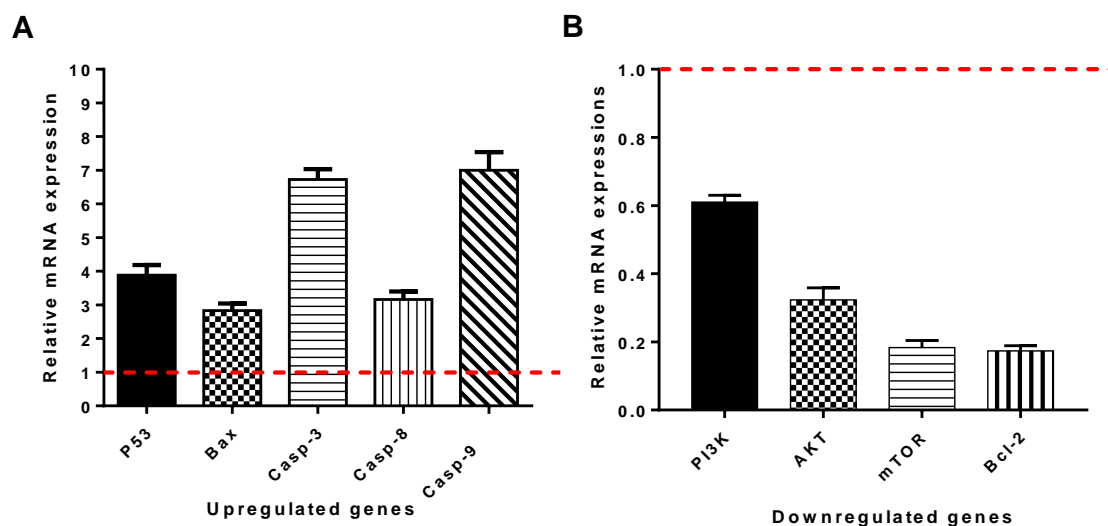 A
Relative mRNA expression
10
9
8
7
6
5
4
3
2
1
0
P53
Bax
Casp-3
Casp-8
Casp-9
Upregulated genes
B
Relative mRNA expressions
1.0
0.8
0.6
0.4
0.2
0.0
PI3K
AKT
mTOR
Bcl-2
Downregulated genes